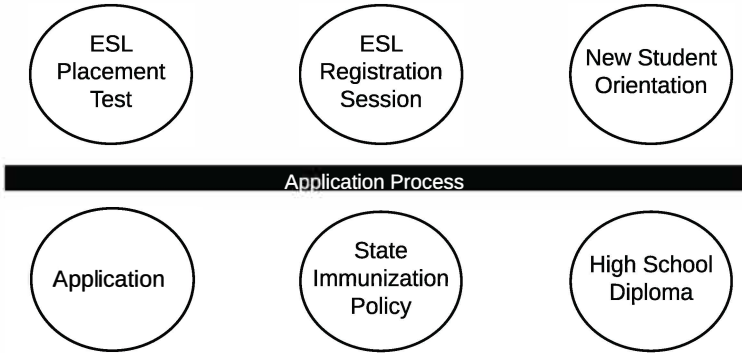 ESL
Placement
Test
ESL
Registration
Session
New Student
Orientation
Application Process
Application
State
Immunization
Policy
High School
Diploma